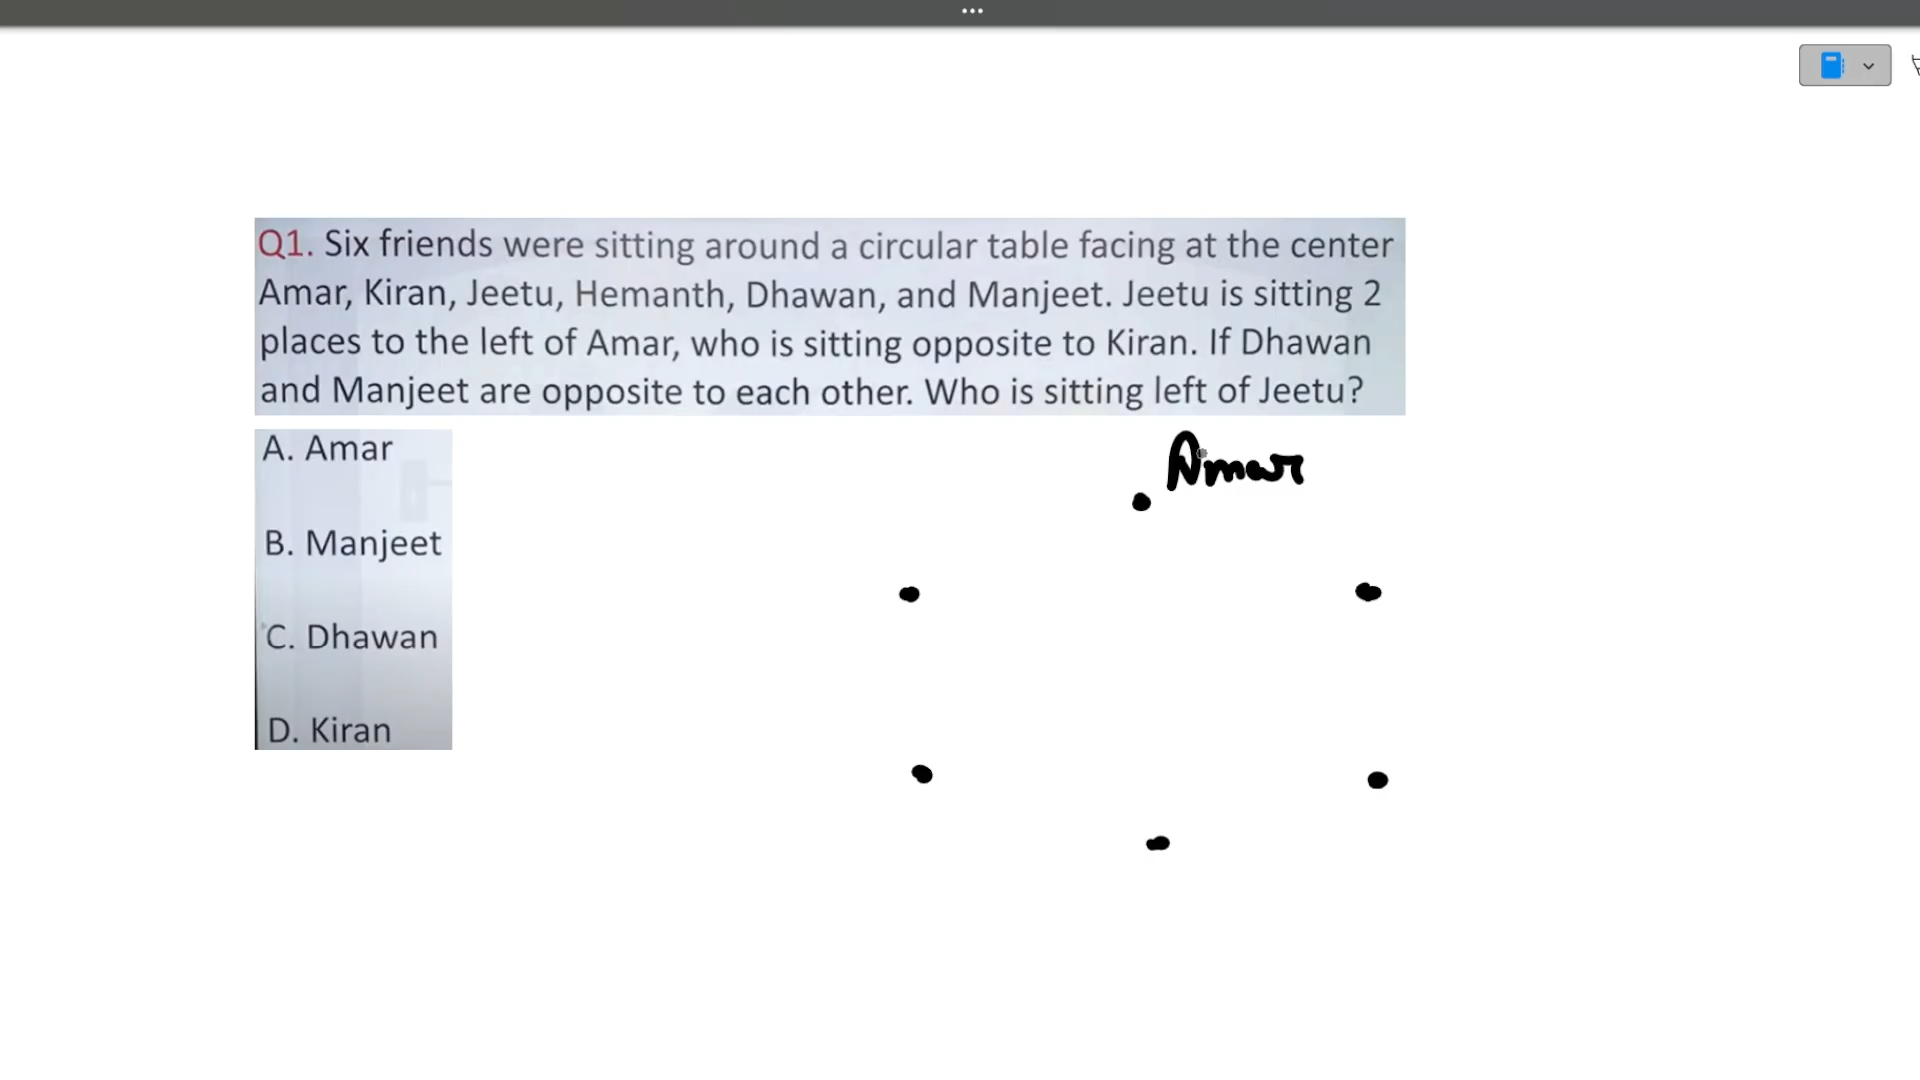 Q1. Six friends were sitting around a circular table facing at the center
Amar, Kiran, Jeetu, Hemanth, Dhawan, and Manjeet. Jeetu is sitting 2
places to the left of Amar, who is sitting opposite to Kiran. If Dhawan
and Manjeet are opposite to each other. Who is sitting left of Jeetu?
A. Amar
B. Manjeet
C. Dhawan
D. Kiran
Amar